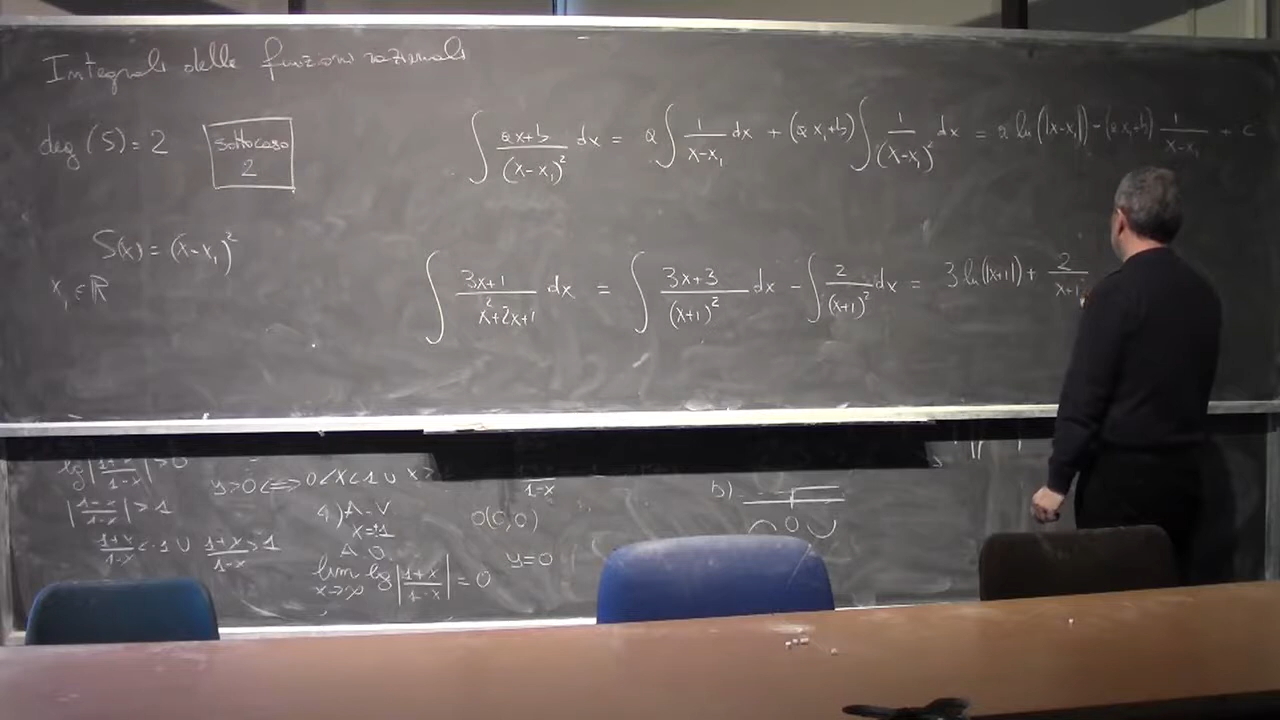 Integrali delle funzioni razionali
deg (S) = 2
sottocaso
2
∫ (ax+b)/(x-x₁)² dx = a ∫ 1/(x-x₁) dx + (ax₁+b) ∫ 1/(x-x₁)² dx = a ln(|x-x₁|) - (ax₁+b) 1/(x-x₁) + c
S(x) = (x-x₁)²
x₁ ∈ ℝ
∫ (3x+1)/(x²+2x+1) dx = ∫ (3x+3)/(x+1)² dx - ∫ 2/(x+1)² dx = 3 ln(|x+1|) + 2/(x+1)
lg |(1+x)/(1-x)| > 0
|(1+x)/(1-x)| > 1
(1+x)/(1-x) < -1 ∪ (1+x)/(1-x) > 1
y>0 <=> 0<x<1 ∪ x>
4) A.V
x=±1
A.O.
lim x→∞ lg |(1+x)/(1-x)| = 0
1-x
O(0,0)
y=0
b)
0